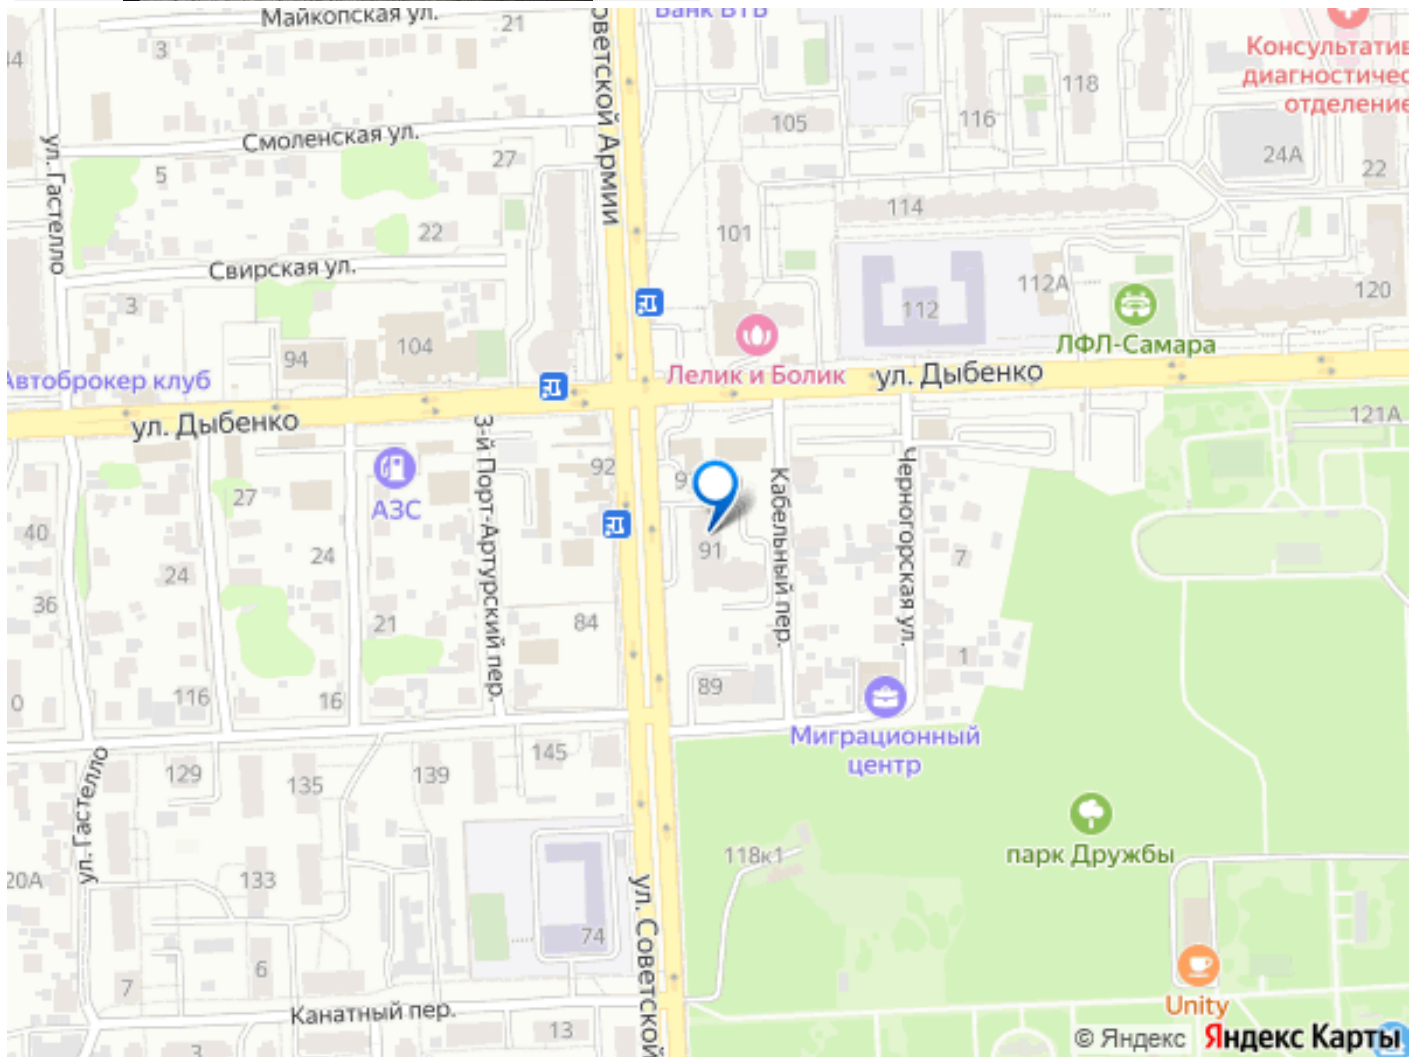 Майкопская ул.
21
Банк ВТБ
3
Советской Армии
Консультатив
диагностичес
отделение
118
116
105
Смоленская ул.
ул. Гастелло
27
5
24А
22
114
22
101
Свирская ул.
3
112А
112
120
104
94
ЛФЛ-Самара
Автоброкер клуб
Лелик и Болик
ул. Дыбенко
ул. Дыбенко
121А
3-й Порт-Артурский пер.
92
9
АЗС
27
Кабельный пер.
Черногорская ул.
40
24
24
91
7
36
21
84
1
116
16
0
89
Миграционный
центр
145
129
135
139
ул. Гастелло
парк Дружбы
118к1
20А
133
ул. Советской
74
6
7
Unity
Канатный пер.
13
3
© Яндекс Яндекс Карты